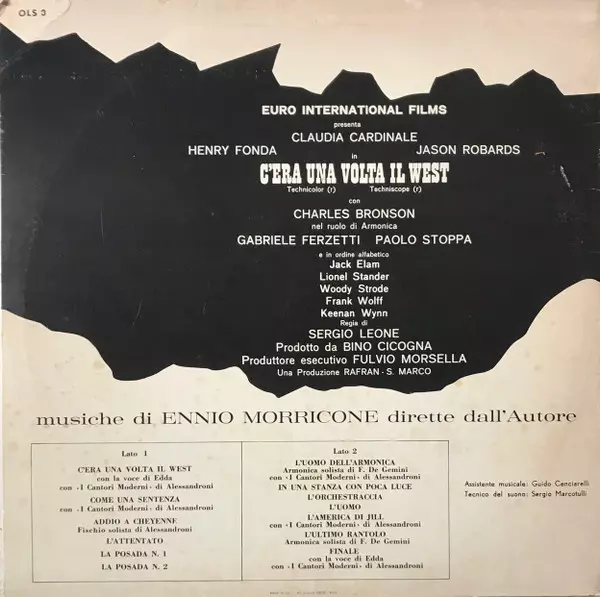 OLS 3
EURO INTERNATIONAL FILMS
presenta
CLAUDIA CARDINALE
HENRY FONDA JASON ROBARDS
in
C'ERA UNA VOLTA IL WEST
Technicolor (r) Techniscope (r)
con
CHARLES BRONSON
nel ruolo di Armonica
GABRIELE FERZETTI PAOLO STOPPA
e in ordine alfabetico
Jack Elam
Lionel Stander
Woody Strode
Frank Wolff
Keenan Wynn
Regia di
SERGIO LEONE
Prodotto da BINO CICOGNA
Produttore esecutivo FULVIO MORSELLA
Una Produzione RAFRAN - S. MARCO
musiche di ENNIO MORRICONE dirette dall'Autore
Lato 1
C'ERA UNA VOLTA IL WEST
con la voce di Edda
con «I Cantori Moderni» di Alessandroni
COME UNA SENTENZA
con «I Cantori Moderni» di Alessandroni
ADDIO A CHEYENNE
Fischio solista di Alessandroni
L'ATTENTATO
LA POSADA N. 1
LA POSADA N. 2
Lato 2
L'UOMO DELL'ARMONICA
Armonica solista di F. De Gemini
con «I Cantori Moderni» di Alessandroni
IN UNA STANZA CON POCA LUCE
L'ORCHESTRACCIA
L'UOMO
L'AMERICA DI JILL
con «I Cantori Moderni» di Alessandroni
L'ULTIMO RANTOLO
Armonica solista di F. De Gemini
FINALE
con la voce di Edda
con «I Cantori Moderni» di Alessandroni
Assistente musicale: Guido Cenciarelli
Tecnico del suono: Sergio Marcotulli